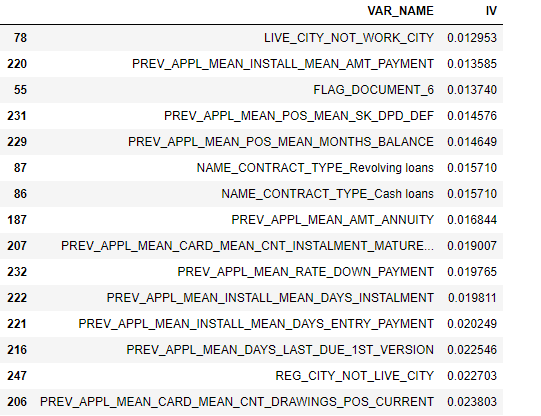 VAR_NAME IV
78 LIVE_CITY_NOT_WORK_CITY 0.012953
220 PREV_APPL_MEAN_INSTALL_MEAN_AMT_PAYMENT 0.013585
55 FLAG_DOCUMENT_6 0.013740
231 PREV_APPL_MEAN_POS_MEAN_SK_DPD_DEF 0.014576
229 PREV_APPL_MEAN_POS_MEAN_MONTHS_BALANCE 0.014649
87 NAME_CONTRACT_TYPE_Revolving loans 0.015710
86 NAME_CONTRACT_TYPE_Cash loans 0.015710
187 PREV_APPL_MEAN_AMT_ANNUITY 0.016844
207 PREV_APPL_MEAN_CARD_MEAN_CNT_INSTALMENT_MATURE... 0.019007
232 PREV_APPL_MEAN_RATE_DOWN_PAYMENT 0.019765
222 PREV_APPL_MEAN_INSTALL_MEAN_DAYS_INSTALMENT 0.019811
221 PREV_APPL_MEAN_INSTALL_MEAN_DAYS_ENTRY_PAYMENT 0.020249
216 PREV_APPL_MEAN_DAYS_LAST_DUE_1ST_VERSION 0.022546
247 REG_CITY_NOT_LIVE_CITY 0.022703
206 PREV_APPL_MEAN_CARD_MEAN_CNT_DRAWINGS_POS_CURRENT 0.023803